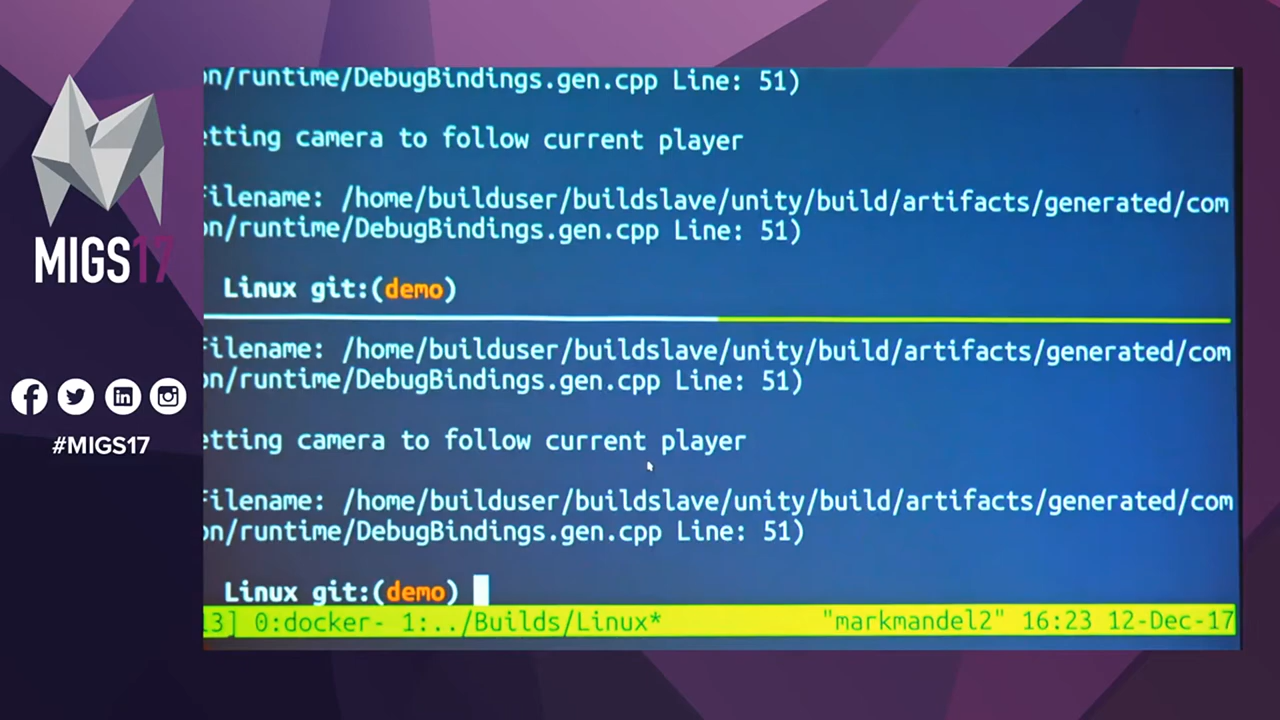 MIGS17
#MIGS17
on/runtime/DebugBindings.gen.cpp Line: 51)
etting camera to follow current player
Filename: /home/builduser/buildslave/unity/build/artifacts/generated/com
on/runtime/DebugBindings.gen.cpp Line: 51)
Linux git:(demo)
Filename: /home/builduser/buildslave/unity/build/artifacts/generated/com
on/runtime/DebugBindings.gen.cpp Line: 51)
etting camera to follow current player
Filename: /home/builduser/buildslave/unity/build/artifacts/generated/com
on/runtime/DebugBindings.gen.cpp Line: 51)
Linux git:(demo)
13] 0:docker- 1:../Builds/Linux* "markmandel2" 16:23 12-Dec-17